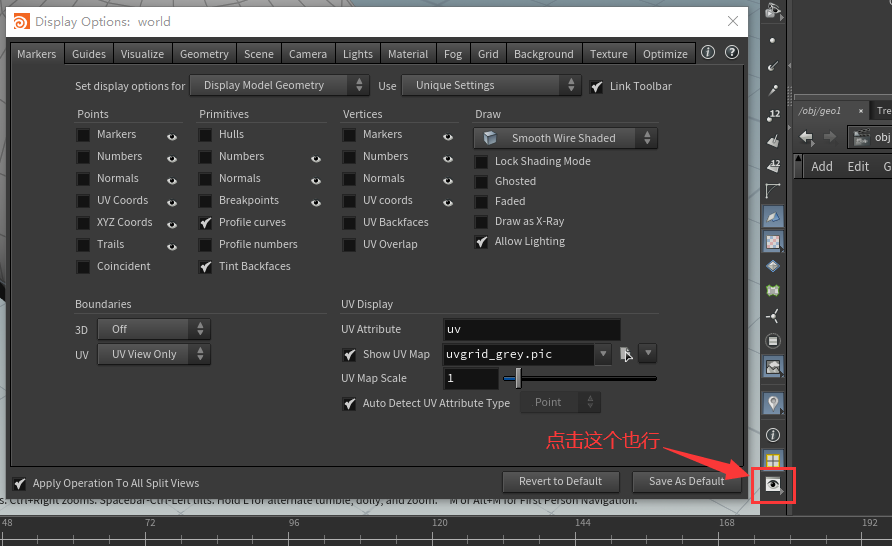 Display Options: world
Markers Guides Visualize Geometry Scene Camera Lights Material Fog Grid Background Texture Optimize
Set display options for Display Model Geometry Use Unique Settings Link Toolbar
Points
Markers
Numbers
Normals
UV Coords
XYZ Coords
Trails
Coincident
Primitives
Hulls
Numbers
Normals
Breakpoints
Profile curves
Profile numbers
Tint Backfaces
Vertices
Markers
Numbers
Normals
UV coords
UV Backfaces
UV Overlap
Draw
Smooth Wire Shaded
Lock Shading Mode
Ghosted
Faded
Draw as X-Ray
Allow Lighting
Boundaries
3D Off
UV UV View Only
UV Display
UV Attribute uv
Show UV Map uvgrid_grey.pic
UV Map Scale 1
Auto Detect UV Attribute Type Point
点击这个也行
Apply Operation To All Split Views Revert to Default Save As Default
Ctrl+Right zooms. Spacebar-Ctrl-Left tilts. Hold L for alternate tumble, dolly, and zoom. M or Alt+M for First Person Navigation.
48 72 96 120 144 168 192
12
12
/obj/geo1 × Tre
obj
Add Edit G